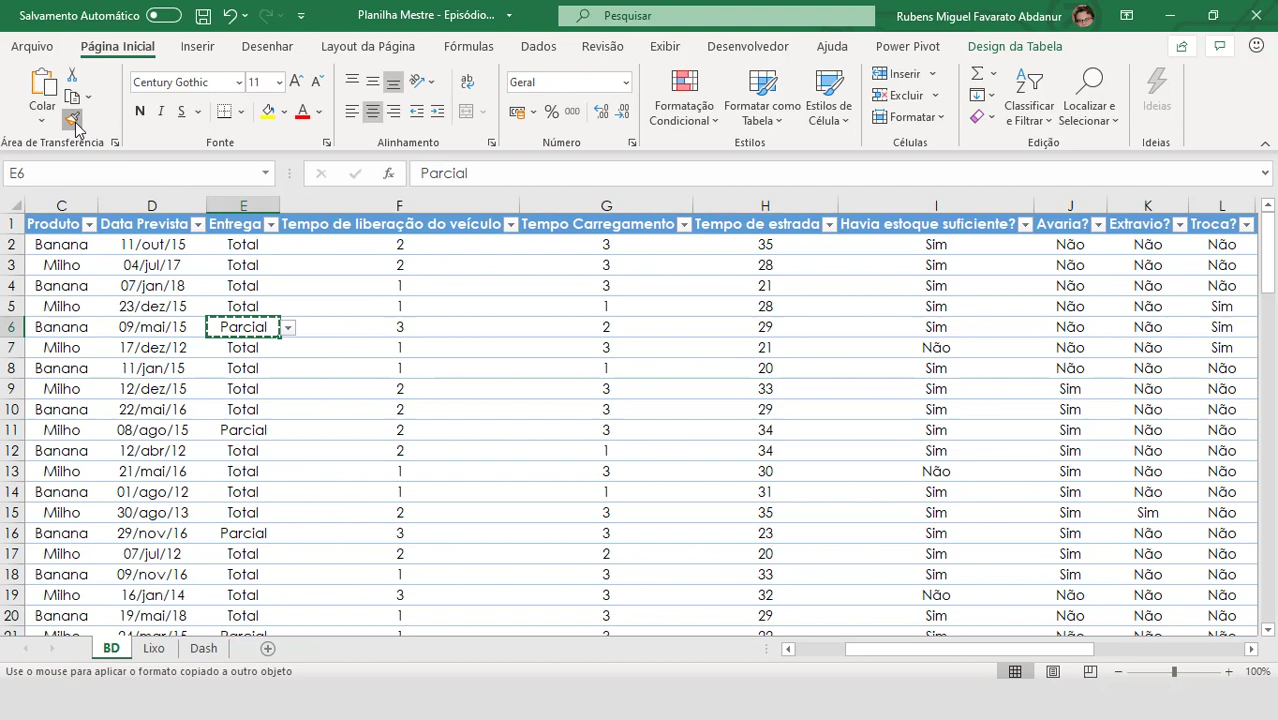 Salvamento Automático
Planilha Mestre - Episódio...
Pesquisar
Rubens Miguel Favarato Abdanur
Arquivo Página Inicial Inserir Desenhar Layout da Página Fórmulas Dados Revisão Exibir Desenvolvedor Ajuda Power Pivot Design da Tabela
Colar
Área de Transferência
Century Gothic 11
N I S
Fonte
Alinhamento
Geral
% 000
Número
Formatação Condicional
Formatar como Tabela
Estilos de Célula
Estilos
Inserir
Excluir
Formatar
Células
Classificar e Filtrar
Localizar e Selecionar
Edição
Ideias
Ideias
E6 fx Parcial
C D E F G H I J K L
1 Produto Data Prevista Entrega Tempo de liberação do veículo Tempo Carregamento Tempo de estrada Havia estoque suficiente? Avaria? Extravio? Troca?
2 Banana 11/out/15 Total 2 3 35 Sim Não Não Não
3 Milho 04/jul/17 Total 2 3 28 Sim Não Não Não
4 Banana 07/jan/18 Total 1 3 21 Sim Não Não Não
5 Milho 23/dez/15 Total 1 1 28 Sim Não Não Sim
6 Banana 09/mai/15 Parcial 3 2 29 Sim Não Não Sim
7 Milho 17/dez/12 Total 1 3 21 Não Não Não Sim
8 Banana 11/jan/15 Total 1 1 20 Sim Não Não Não
9 Milho 12/dez/15 Total 2 3 33 Sim Sim Não Não
10 Banana 22/mai/16 Total 2 3 29 Sim Sim Não Não
11 Milho 08/ago/15 Parcial 2 3 34 Sim Sim Não Não
12 Banana 12/abr/12 Total 2 1 34 Sim Sim Não Não
13 Milho 21/mai/16 Total 1 3 30 Não Sim Não Não
14 Banana 01/ago/12 Total 1 1 31 Sim Sim Não Não
15 Milho 30/ago/13 Total 2 3 35 Sim Sim Sim Não
16 Banana 29/nov/16 Parcial 3 3 23 Sim Sim Não Não
17 Milho 07/jul/12 Total 2 2 20 Sim Sim Não Não
18 Banana 09/nov/16 Total 1 3 33 Sim Sim Não Não
19 Milho 16/jan/14 Total 3 3 32 Não Não Não Não
20 Banana 19/mai/18 Total 1 3 29 Sim Não Não Não
21 Milho 24/mar/15 Parcial 1 3 22 Sim Não Não Não
BD Lixo Dash
Use o mouse para aplicar o formato copiado a outro objeto
100%